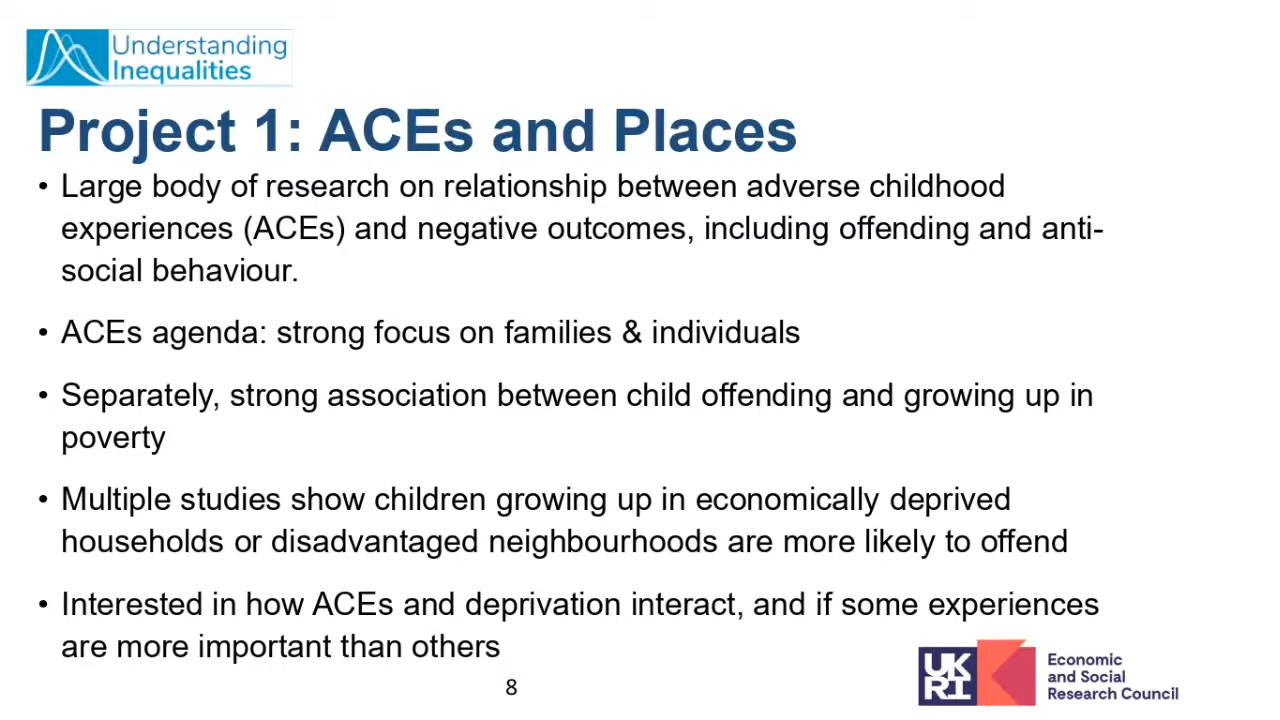 Understanding
Inequalities
Project 1: ACEs and Places
• Large body of research on relationship between adverse childhood
experiences (ACEs) and negative outcomes, including offending and anti-
social behaviour.
• ACEs agenda: strong focus on families & individuals
• Separately, strong association between child offending and growing up in
poverty
• Multiple studies show children growing up in economically deprived
households or disadvantaged neighbourhoods are more likely to offend
• Interested in how ACEs and deprivation interact, and if some experiences
are more important than others
8
UK
RI
Economic
and Social
Research Council